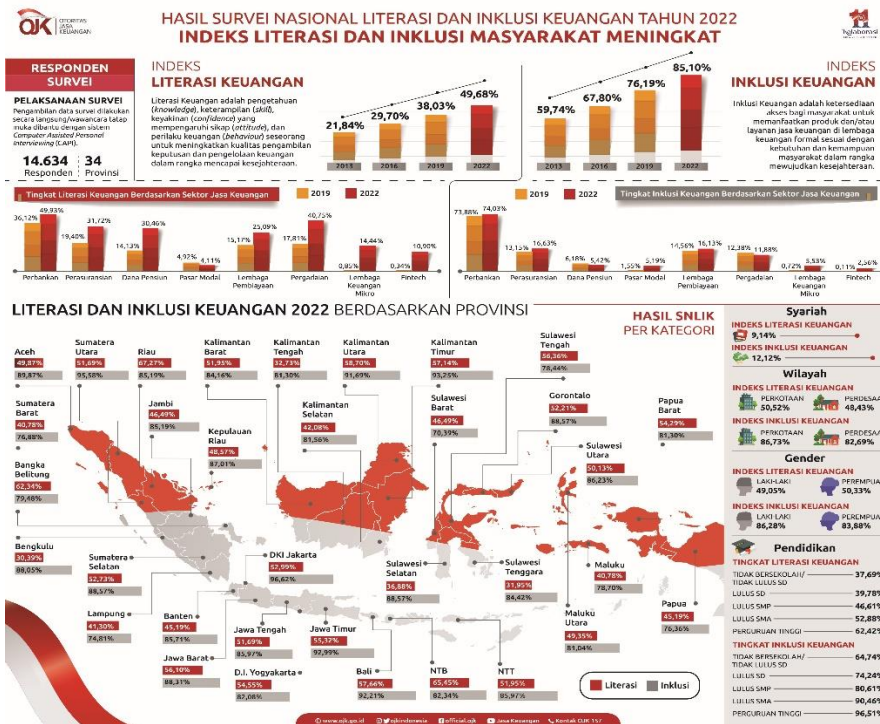 OJK OTORITAS
JASA
KEUANGAN
HASIL SURVEI NASIONAL LITERASI DAN INKLUSI KEUANGAN TAHUN 2022
INDEKS LITERASI DAN INKLUSI MASYARAKAT MENINGKAT
RESPONDEN
SURVEI
PELAKSANAAN SURVEI
Pengambilan data survei dilakukan
secara langsung/wawancara tatap
muka dibantu dengan sistem
Computer Assisted Personal
Interviewing (CAPI).
14.634 34
Responden Provinsi
INDEKS
LITERASI KEUANGAN
Literasi Keuangan adalah pengetahuan
(knowledge), keterampilan (skill),
keyakinan (confidence) yang
mempengaruhi sikap (attitude), dan
perilaku keuangan (behaviour) seseorang
untuk meningkatkan kualitas pengambilan
keputusan dan pengelolaan keuangan
dalam rangka mencapai kesejahteraan.
21,84% 29,70% 38,03% 49,68%
2013 2016 2019 2022
59,74% 67,80% 76,19% 85,10%
2013 2016 2019 2022
INDEKS
INKLUSI KEUANGAN
Inklusi Keuangan adalah ketersediaan
akses bagi masyarakat untuk
memanfaatkan produk dan/atau
layanan jasa keuangan di lembaga
keuangan formal sesuai dengan
kebutuhan dan kemampuan
masyarakat dalam rangka
mewujudkan kesejahteraan.
Tingkat Literasi Keuangan Berdasarkan Sektor Jasa Keuangan
2019 2022
36,12% 49,93%
19,40% 31,72%
14,13% 30,46%
4,92% 4,11%
15,17% 25,09%
17,81% 40,75%
0,85% 14,44%
0,34% 10,90%
Perbankan Perasuransian Dana Pensiun Pasar Modal Lembaga Pembiayaan Pergadaian Lembaga Keuangan Mikro Fintech
2019 2022
Tingkat Inklusi Keuangan Berdasarkan Sektor Jasa Keuangan
73,88% 74,03%
13,15% 16,63%
6,18% 5,42%
1,55% 5,19%
14,56% 16,13%
12,38% 11,88%
0,72% 5,53%
0,11% 2,56%
Perbankan Perasuransian Dana Pensiun Pasar Modal Lembaga Pembiayaan Pergadaian Lembaga Keuangan Mikro Fintech
LITERASI DAN INKLUSI KEUANGAN 2022 BERDASARKAN PROVINSI
Aceh
49,87%
89,87%
Sumatera
Utara
51,69%
95,58%
Riau
67,27%
85,19%
Kalimantan
Barat
51,95%
84,16%
Kalimantan
Tengah
32,73%
81,30%
Kalimantan
Utara
58,70%
91,69%
Kalimantan
Timur
57,14%
93,25%
Sulawesi
Tengah
56,36%
78,44%
Sumatera
Barat
40,78%
76,88%
Jambi
46,49%
85,19%
Kepulauan
Riau
48,57%
87,01%
Kalimantan
Selatan
42,08%
81,56%
Sulawesi
Barat
46,49%
70,39%
Gorontalo
52,21%
88,57%
Papua
Barat
54,29%
81,30%
Bangka
Belitung
62,34%
79,48%
Sulawesi
Utara
50,13%
86,23%
Bengkulu
30,39%
88,05%
Sumatera
Selatan
52,73%
88,57%
DKI Jakarta
52,99%
96,62%
Sulawesi
Selatan
36,88%
88,57%
Sulawesi
Tenggara
31,95%
84,42%
Maluku
40,78%
78,70%
Lampung
41,30%
74,81%
Banten
45,19%
85,71%
Jawa Tengah
51,69%
85,97%
Jawa Timur
55,32%
92,99%
Maluku
Utara
49,35%
81,04%
Papua
45,19%
76,36%
Jawa Barat
56,10%
88,31%
D.I. Yogyakarta
54,55%
82,08%
Bali
57,66%
92,21%
NTB
65,45%
82,34%
NTT
51,95%
85,97%
Literasi Inklusi
HASIL SNLIK
PER KATEGORI
Syariah
INDEKS LITERASI KEUANGAN
9,14%
INDEKS INKLUSI KEUANGAN
12,12%
Wilayah
INDEKS LITERASI KEUANGAN
PERKOTAAN PERDESAA
50,52% 48,43%
INDEKS INKLUSI KEUANGAN
PERKOTAAN PERDESAA
86,73% 82,69%
Gender
INDEKS LITERASI KEUANGAN
LAKI-LAKI PEREMPUA
49,05% 50,33%
INDEKS INKLUSI KEUANGAN
LAKI-LAKI PEREMPUA
86,28% 83,88%
Pendidikan
TINGKAT LITERASI KEUANGAN
TIDAK BERSEKOLAH/ 37,69%
TIDAK LULUS SD
LULUS SD 39,78%
LULUS SMP 46,61%
LULUS SMA 52,88%
PERGURUAN TINGGI 62,42%
TINGKAT INKLUSI KEUANGAN
TIDAK BERSEKOLAH/ 64,74%
TIDAK LULUS SD
LULUS SD 74,24%
LULUS SMP 80,61%
LULUS SMA 90,46%
PERGURUAN TINGGI 96,51%
www.ojk.go.id ojkindonesia official.ojk Jasa Keuangan Kontak OJK 157